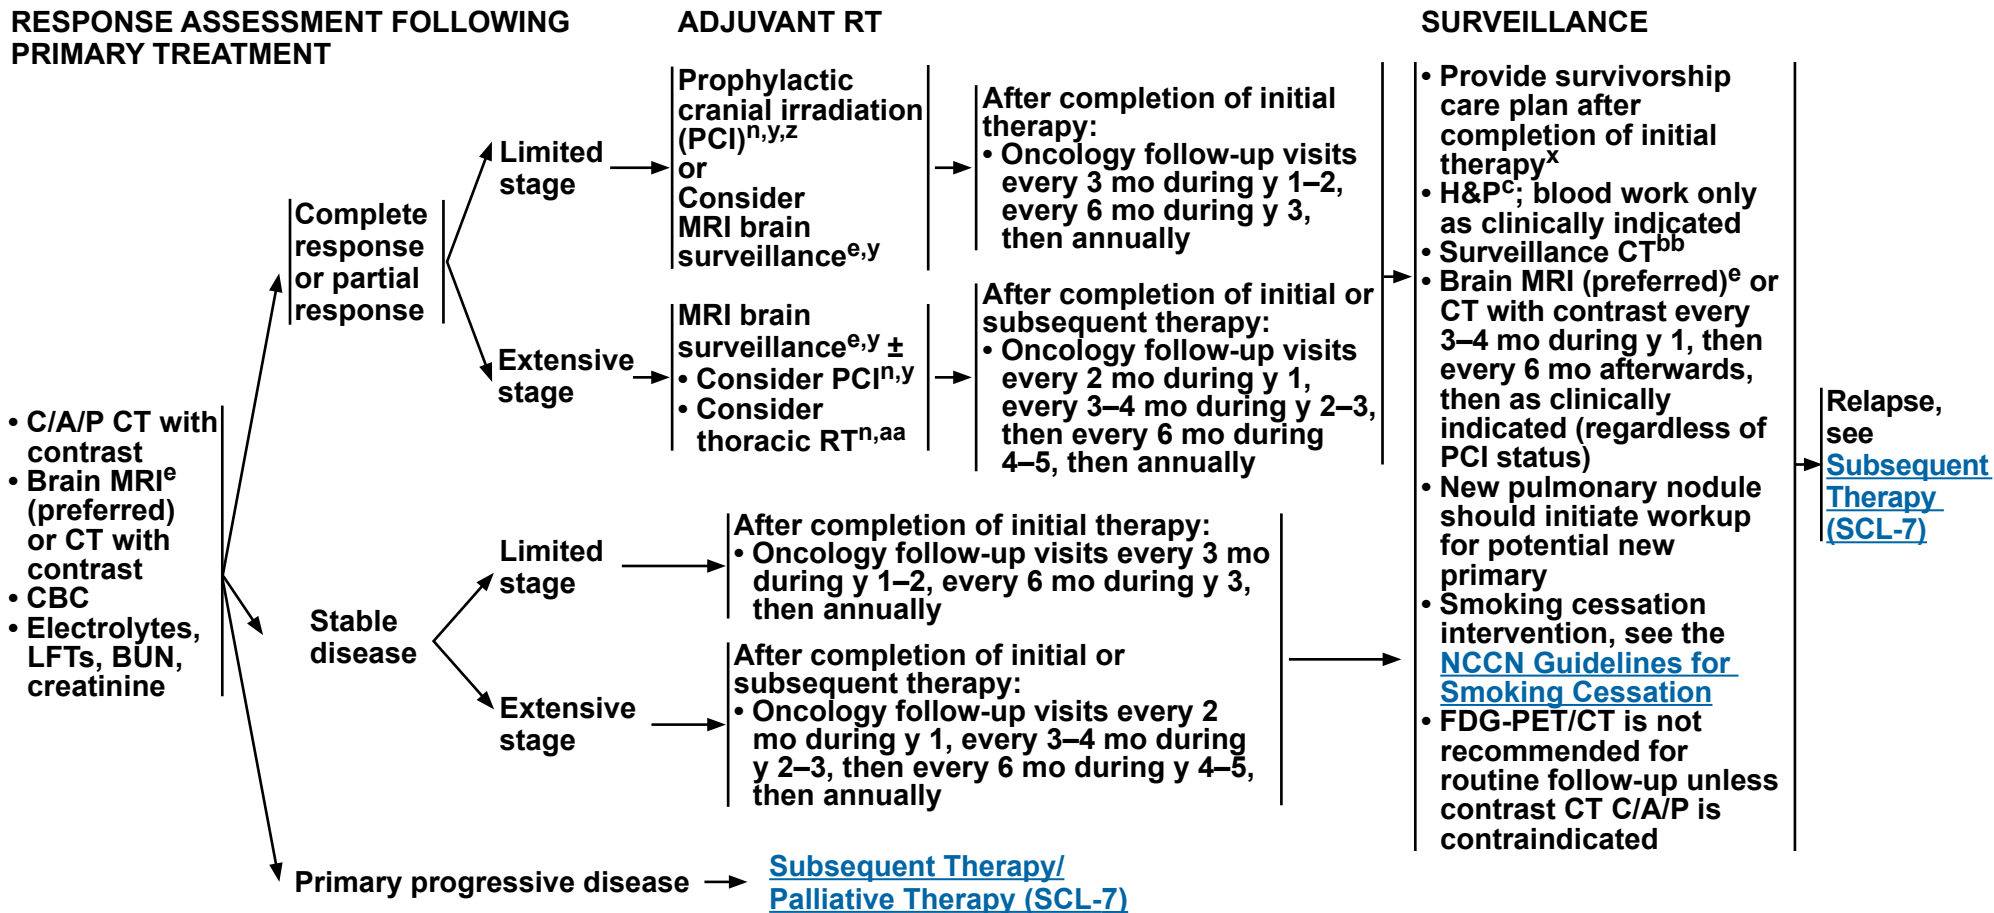 RESPONSE ASSESSMENT FOLLOWING
PRIMARY TREATMENT
ADJUVANT RT
SURVEILLANCE
• C/A/P CT with
contrast
• Brain MRIe
(preferred)
or CT with
contrast
• CBC
• Electrolytes,
LFTs, BUN,
creatinine
Complete
response
or partial
response
Limited
stage
Prophylactic
cranial irradiation
(PCI)n,y,z
or
Consider
MRI brain
surveillancee,y
After completion of initial
therapy:
• Oncology follow-up visits
every 3 mo during y 1–2,
every 6 mo during y 3,
then annually
Extensive
stage
MRI brain
surveillancee,y ±
• Consider PCIn,y
• Consider
thoracic RTn,aa
After completion of initial or
subsequent therapy:
• Oncology follow-up visits
every 2 mo during y 1,
every 3–4 mo during y 2–3,
then every 6 mo during
4–5, then annually
Stable
disease
Limited
stage
After completion of initial therapy:
• Oncology follow-up visits every 3 mo
during y 1–2, every 6 mo during y 3,
then annually
Extensive
stage
After completion of initial or
subsequent therapy:
• Oncology follow-up visits every 2
mo during y 1, every 3–4 mo during
y 2–3, then every 6 mo during y 4–5,
then annually
Primary progressive disease
Subsequent Therapy/
Palliative Therapy (SCL-7)
• Provide survivorship
care plan after
completion of initial
therapyx
• H&Pc; blood work only
as clinically indicated
• Surveillance CTbb
• Brain MRI (preferred)e or
CT with contrast every
3–4 mo during y 1, then
every 6 mo afterwards,
then as clinically
indicated (regardless of
PCI status)
• New pulmonary nodule
should initiate workup
for potential new
primary
• Smoking cessation
intervention, see the
NCCN Guidelines for
Smoking Cessation
• FDG-PET/CT is not
recommended for
routine follow-up unless
contrast CT C/A/P is
contraindicated
Relapse,
see
Subsequent
Therapy
(SCL-7)